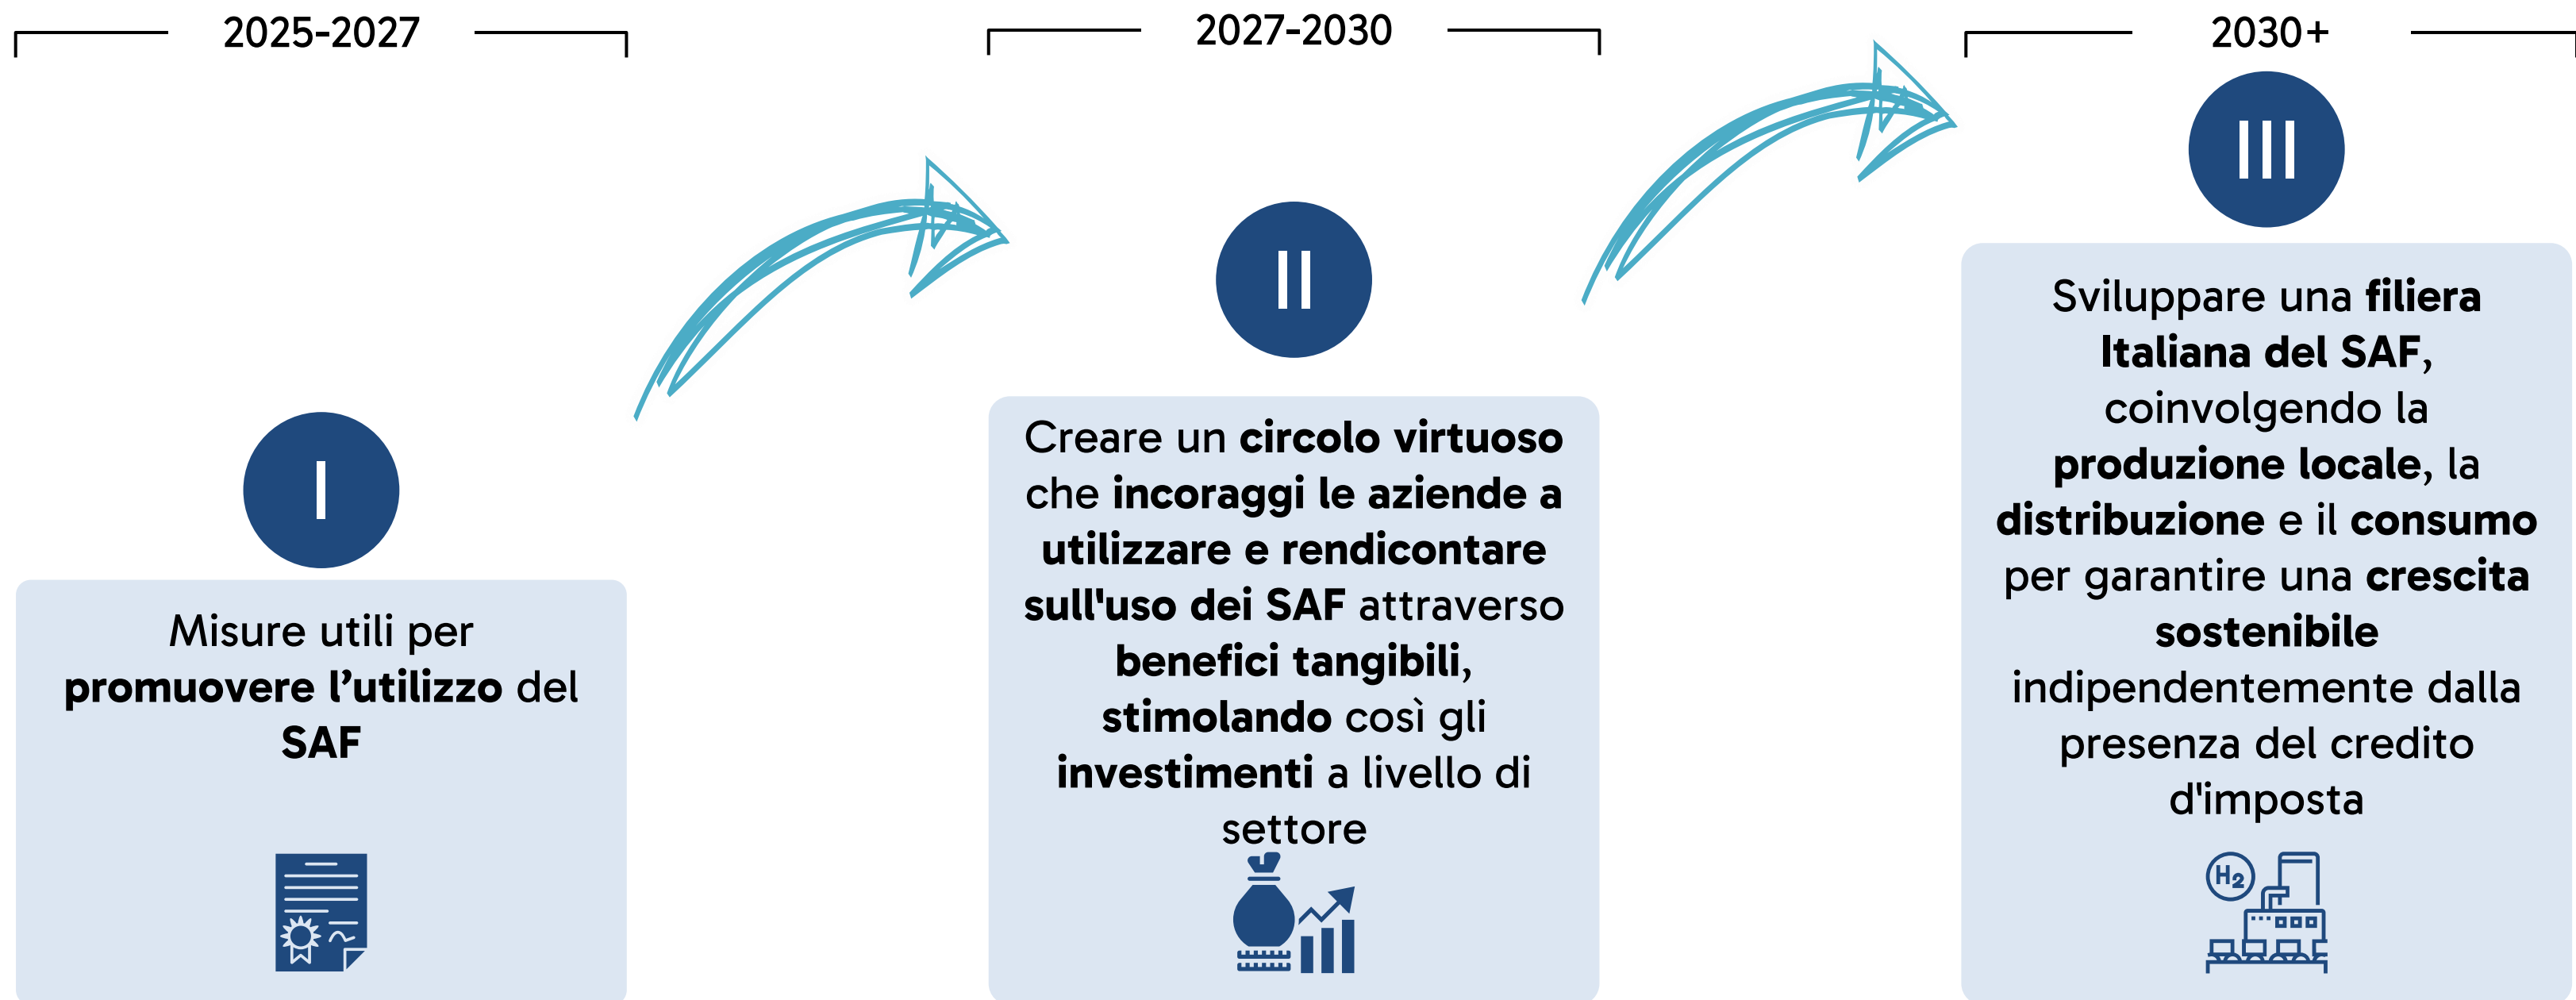 2025-2027
I
Misure utili per
promuovere l’utilizzo del
SAF
2027-2030
II
Creare un circolo virtuoso
che incoraggi le aziende a
utilizzare e rendicontare
sull'uso dei SAF attraverso
benefici tangibili,
stimolando così gli
investimenti a livello di
settore
2030+
III
Sviluppare una filiera
Italiana del SAF,
coinvolgendo la
produzione locale, la
distribuzione e il consumo
per garantire una crescita
sostenibile
indipendentemente dalla
presenza del credito
d'imposta
H2